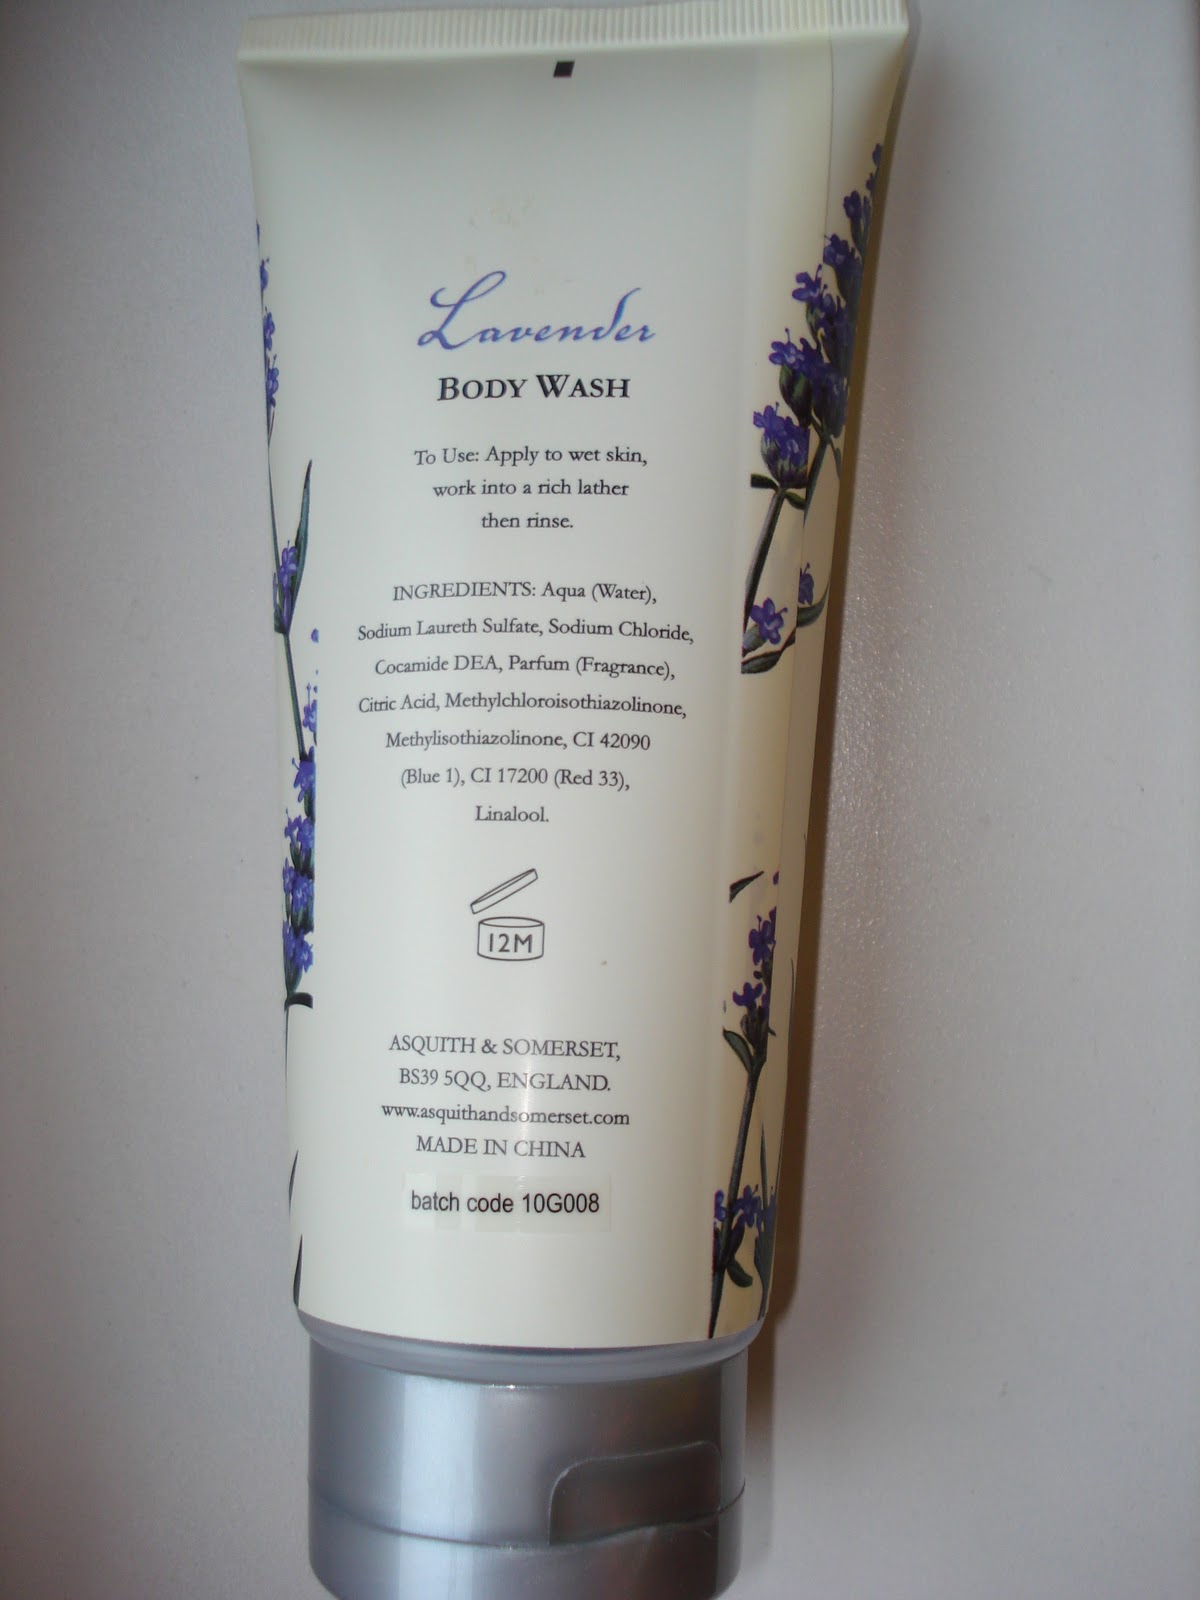 Lavender
BODY WASH
To Use: Apply to wet skin,
work into a rich lather
then rinse.
INGREDIENTS: Aqua (Water),
Sodium Laureth Sulfate, Sodium Chloride,
Cocamide DEA, Parfum (Fragrance),
Citric Acid, Methylchloroisothiazolinone,
Methylisothiazolinone, CI 42090
(Blue 1), CI 17200 (Red 33),
Linalool.
12M
ASQUITH & SOMERSET,
BS39 5QQ, ENGLAND.
www.asquithandsomerset.com
MADE IN CHINA
batch code 10G008